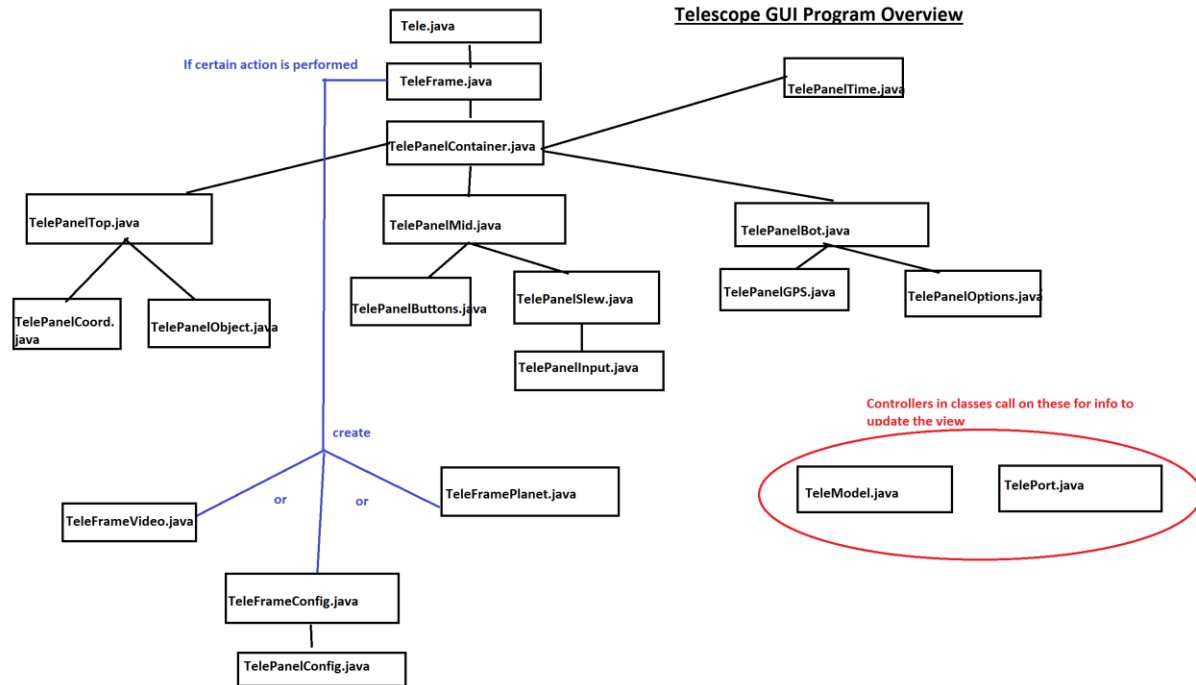 Telescope GUI Program Overview
Tele.java
If certain action is performed
TeleFrame.java
TelePanelTime.java
TelePanelContainer.java
TelePanelTop.java
TelePanelMid.java
TelePanelBot.java
TelePanelCoord.
java
TelePanelObject.java
TelePanelButtons.java
TelePanelSlew.java
TelePanelGPS.java
TelePanelOptions.java
TelePanelInput.java
Controllers in classes call on these for info to
update the view
create
or
or
TeleFrameVideo.java
TeleFramePlanet.java
TeleModel.java
TelePort.java
TeleFrameConfig.java
TelePanelConfig.java